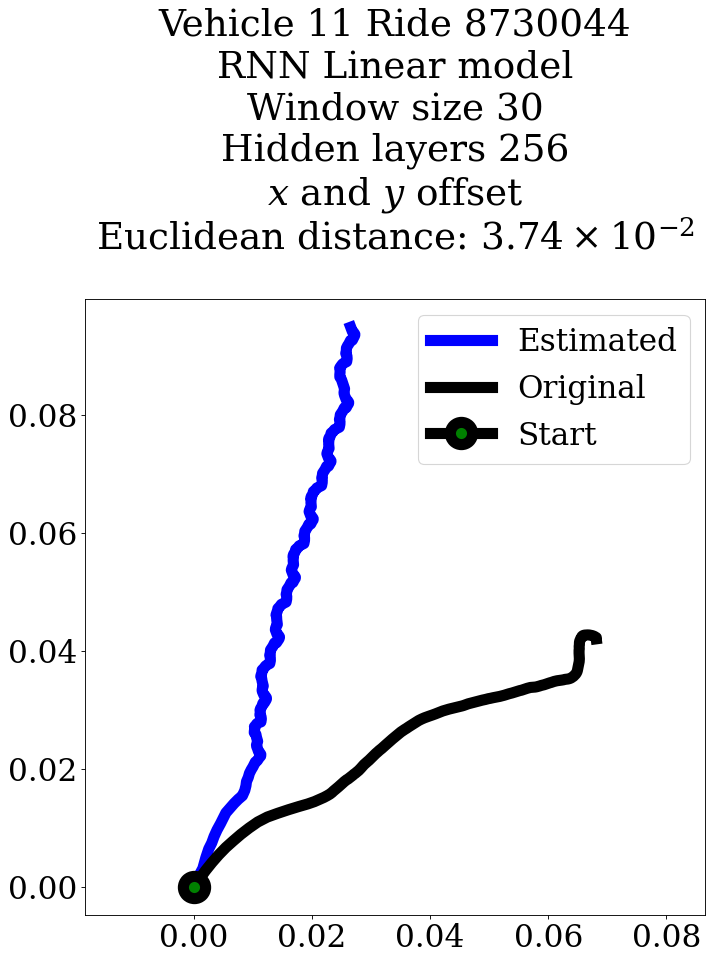 Vehicle 11 Ride 8730044
RNN Linear model
Window size 30
Hidden layers 256
x and y offset
Euclidean distance: 3.74 × 10⁻²
Estimated
Original
Start
0.08
0.06
0.04
0.02
0.00
0.00 0.02 0.04 0.06 0.08